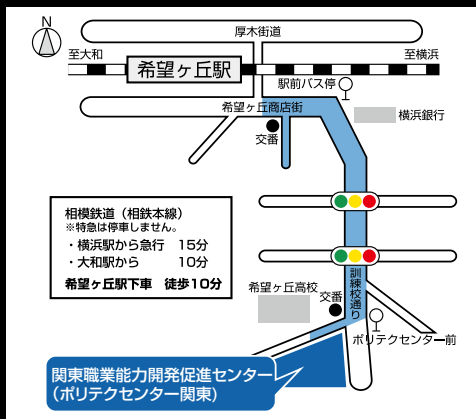 N
厚木街道
至大和
至横浜
希望ヶ丘駅
駅前バス停
希望ヶ丘商店街
横浜銀行
交番
相模鉄道（相鉄本線）
※特急は停車しません。
・横浜駅から急行　15分
・大和駅から　　　10分
希望ヶ丘駅下車　徒歩10分
訓練校通り
希望ヶ丘高校
交番
ポリテクセンター前
関東職業能力開発促進センター
（ポリテクセンター関東）